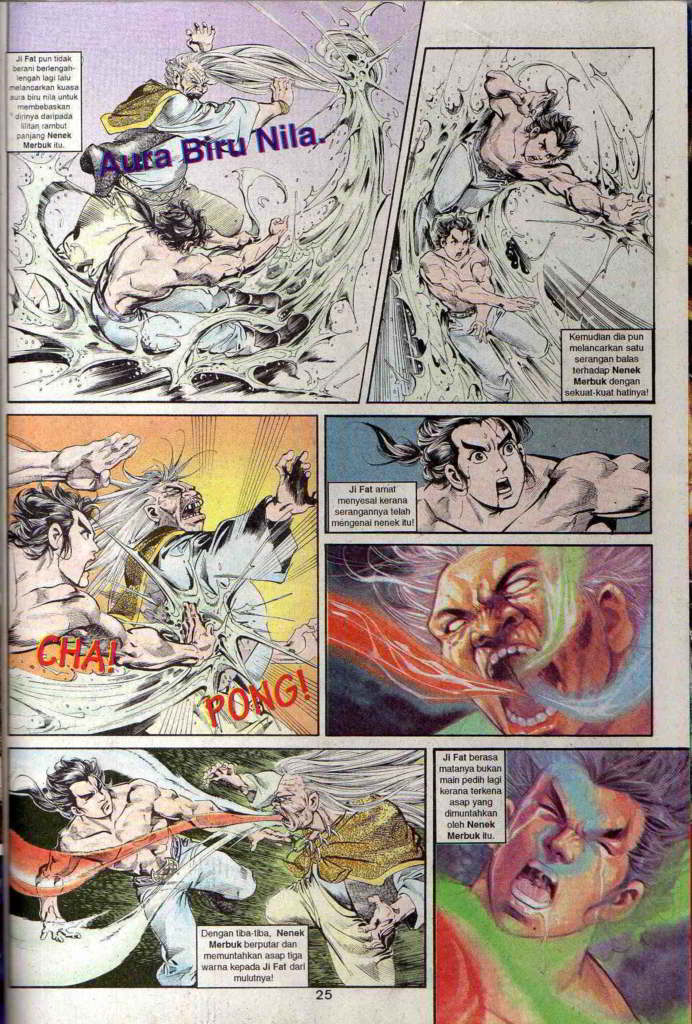 Ji Fat pun tidak
berani berlengah-
lengah lagi lalu
melancarkan kuasa
aura biru nila untuk
membebaskan
dirinya daripada
lilitan rambut
panjang Nenek
Merbuk itu.
Aura Biru Nila.
Kemudian dia pun
melancarkan satu
serangan balas
terhadap Nenek
Merbuk dengan
sekuat-kuat hatinya!
CHA!
PONG!
Ji Fat amat
menyesal kerana
serangannya telah
mengenai nenek itu!
Dengan tiba-tiba, Nenek
Merbuk berputar dan
memuntahkan asap tiga
warna kepada Ji Fat dari
mulutnya!
Ji Fat berasa
matanya bukan
main pedih lagi
kerana terkena
asap yang
dimuntahkan
oleh Nenek
Merbuk itu.
25